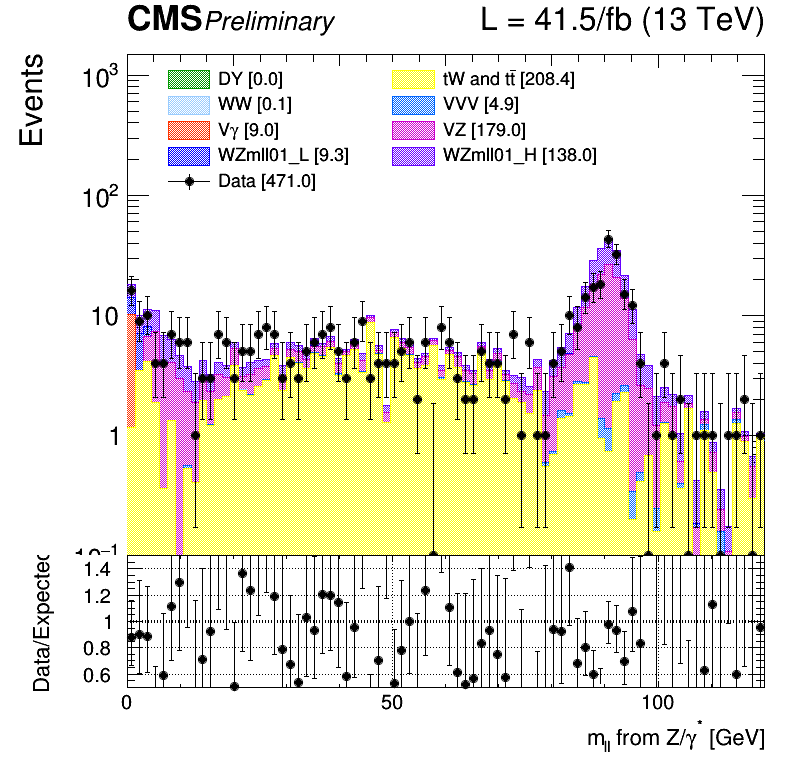 CMS Preliminary L = 41.5/fb (13 TeV)
Events
10³
10²
10
1
10⁻¹
DY [0.0]
tW and tt̄ [208.4]
WW [0.1]
VVV [4.9]
Vγ [9.0]
VZ [179.0]
WZmll01_L [9.3]
WZmll01_H [138.0]
Data [471.0]
Data/Expected
1.4
1.2
1
0.8
0.6
0 50 100
m_ll from Z/γ* [GeV]